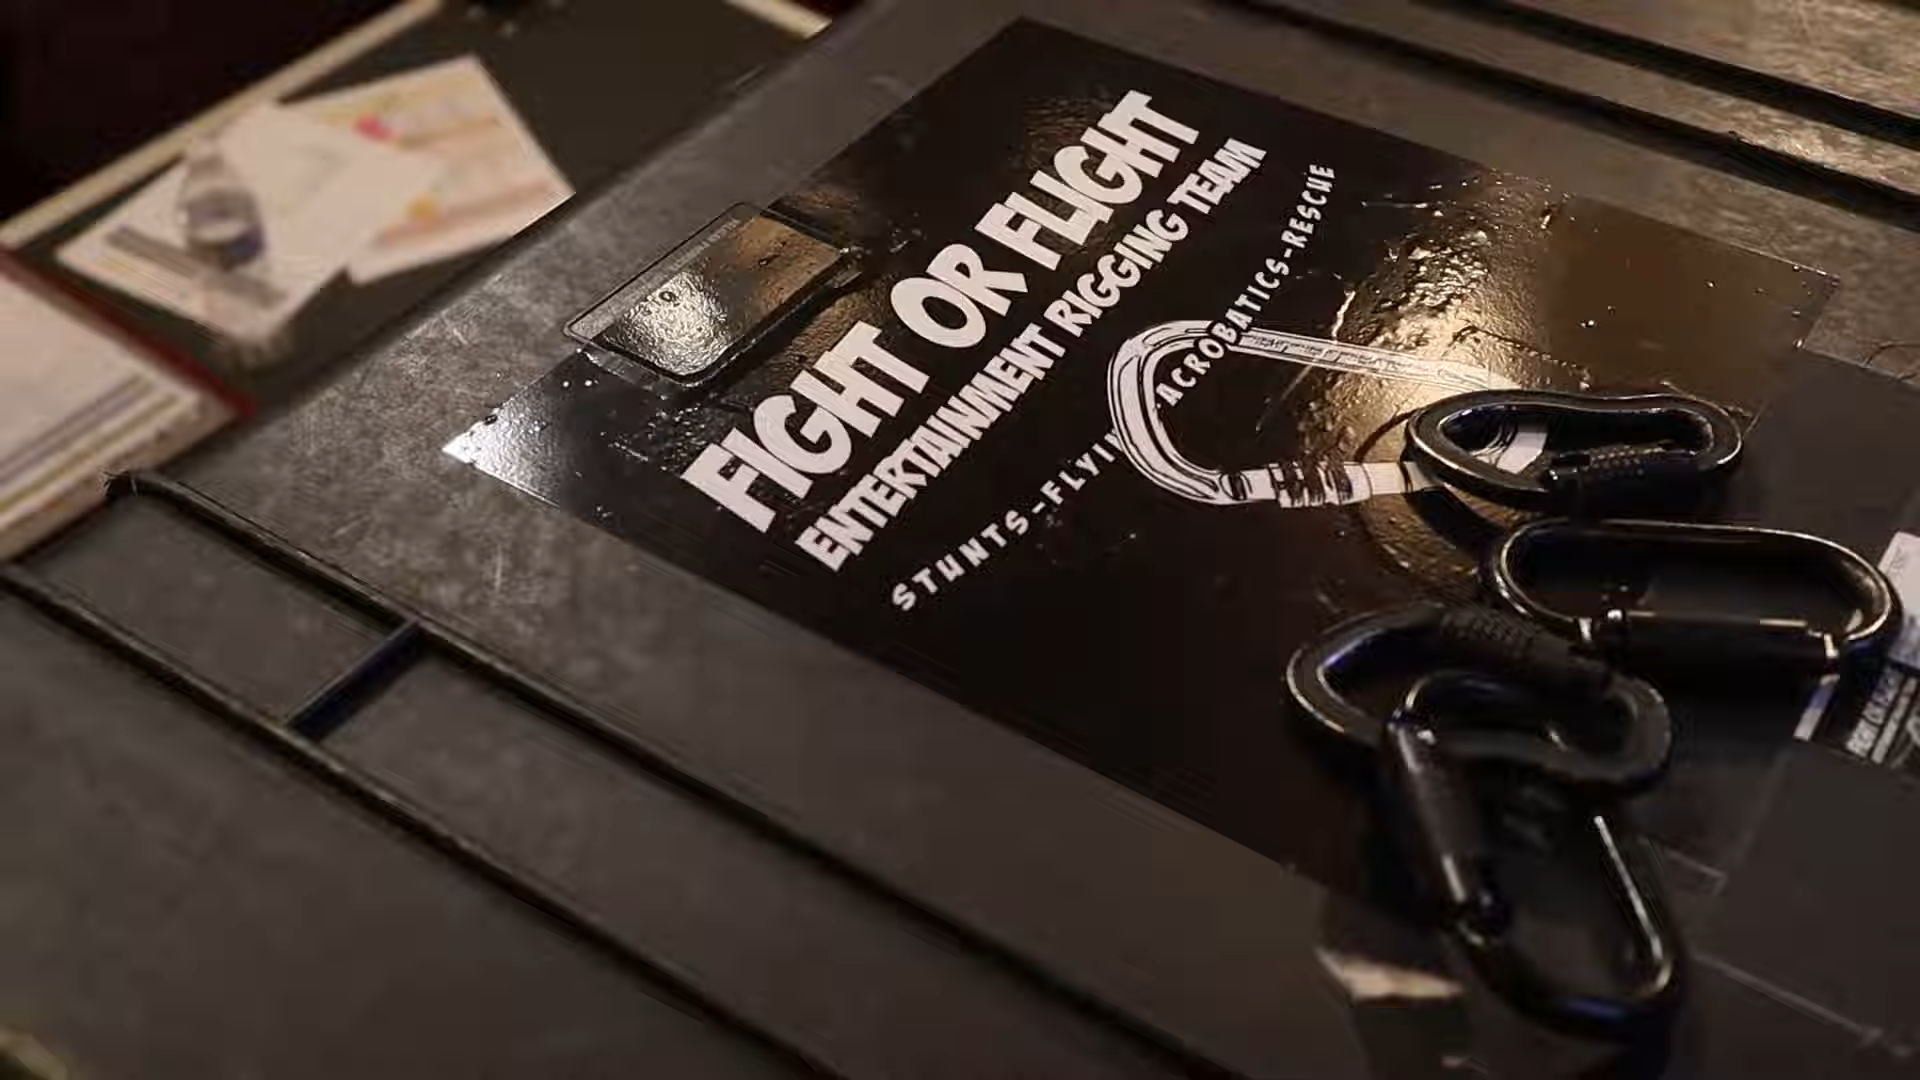 FIGHT OR FLIGHT
ENTERTAINMENT RIGGING TEAM
STUNTS-FLYIN
ACROBATICS-RESCUE